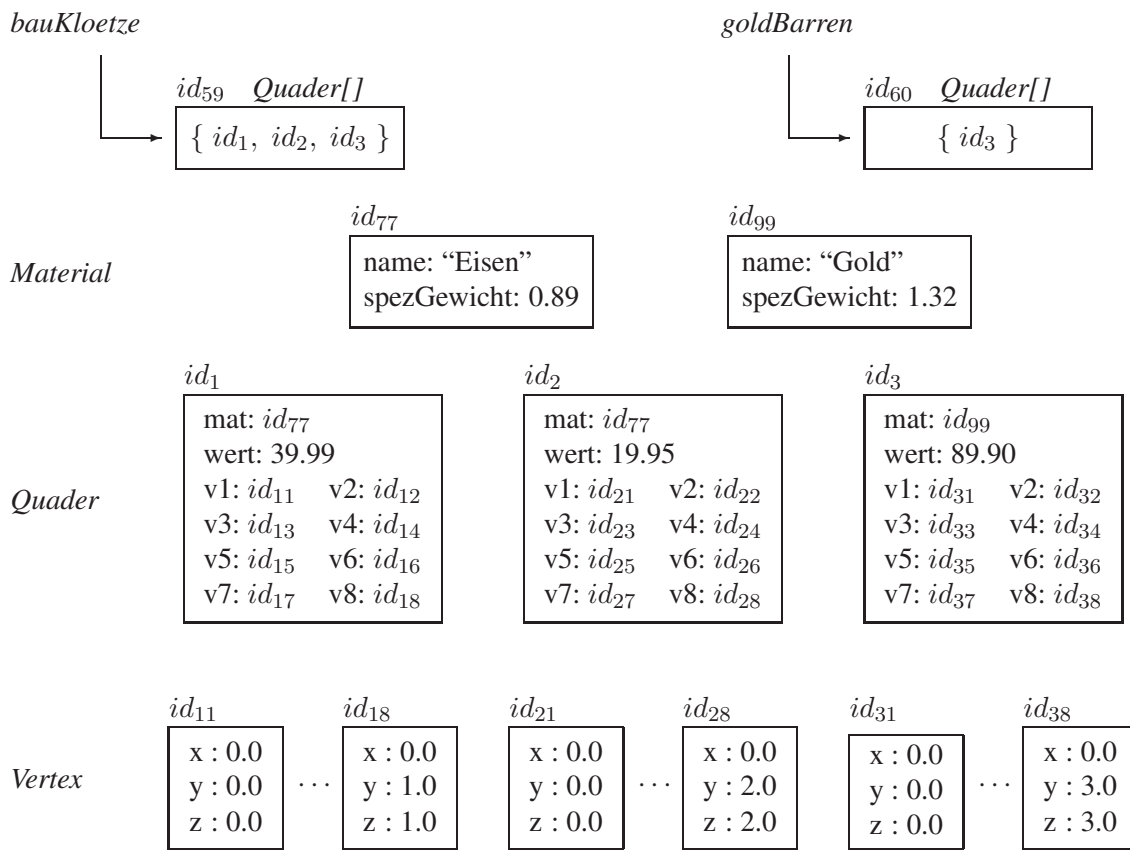 bauKloetze goldBarren
id59 Quader[] id60 Quader[]
{ id1, id2, id3 } { id3 }
id77 id99
Material
name: “Eisen” name: “Gold”
spezGewicht: 0.89 spezGewicht: 1.32
id1 id2 id3
mat: id77 mat: id77 mat: id99
wert: 39.99 wert: 19.95 wert: 89.90
Quader
v1: id11 v2: id12 v1: id21 v2: id22 v1: id31 v2: id32
v3: id13 v4: id14 v3: id23 v4: id24 v3: id33 v4: id34
v5: id15 v6: id16 v5: id25 v6: id26 v5: id35 v6: id36
v7: id17 v8: id18 v7: id27 v8: id28 v7: id37 v8: id38
id11 id18 id21 id28 id31 id38
x : 0.0 x : 0.0 x : 0.0 x : 0.0 x : 0.0 x : 0.0
Vertex y : 0.0 ··· y : 1.0 y : 0.0 ··· y : 2.0 y : 0.0 ··· y : 3.0
z : 0.0 z : 1.0 z : 0.0 z : 2.0 z : 0.0 z : 3.0